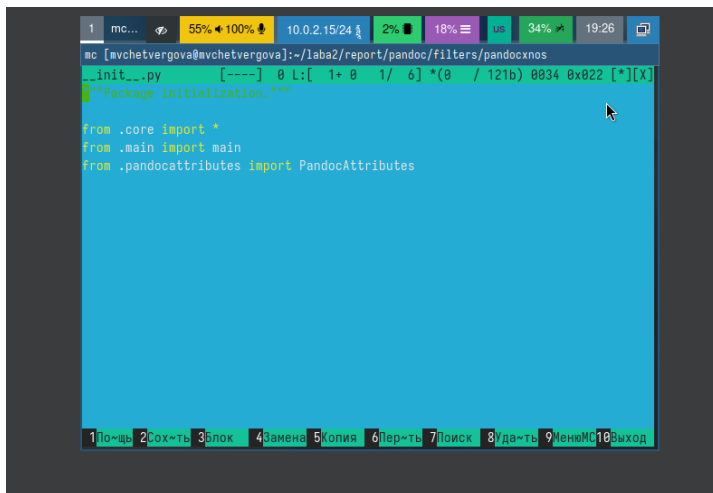 1 mc... 55% 100% 10.0.2.15/24 2% 18% us 34% 19:26
mc [mvchetvergova@mvchetvergova]:~/laba2/report/pandoc/filters/pandocxnos
__init__.py [----] 0 L:[ 1+ 0 1/ 6] *(0 / 121b) 0034 0x022 [*][X]
"""Package initialization."""
from .core import *
from .main import main
from .pandocattributes import PandocAttributes
1По~щь 2Сох~ть 3Блок 4Замена 5Копия 6Пер~ть 7Поиск 8Уда~ть 9МенюMC10Выход